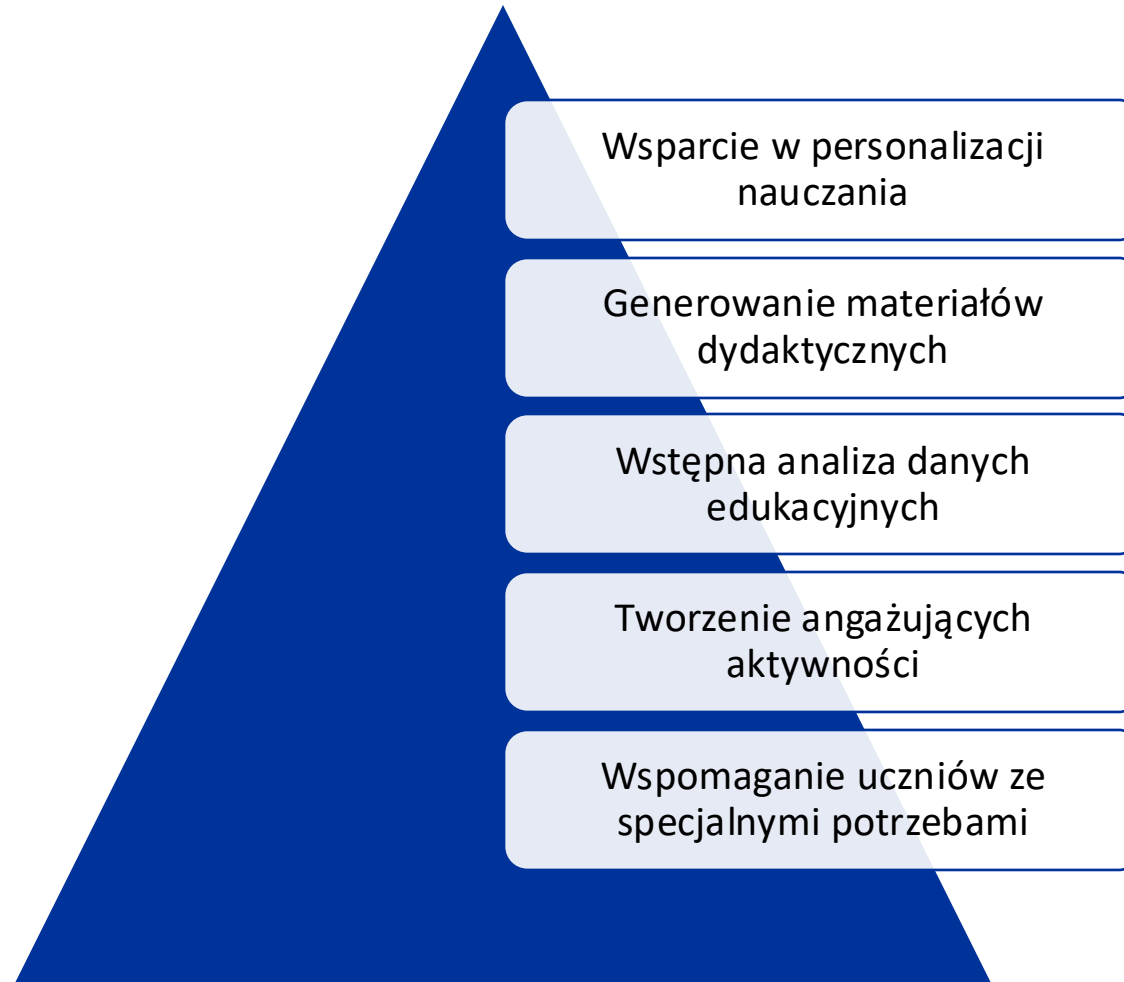 Wsparcie w personalizacji
nauczania
Generowanie materiałów
dydaktycznych
Wstępna analiza danych
edukacyjnych
Tworzenie angażujących
aktywności
Wspomaganie uczniów ze
specjalnymi potrzebami